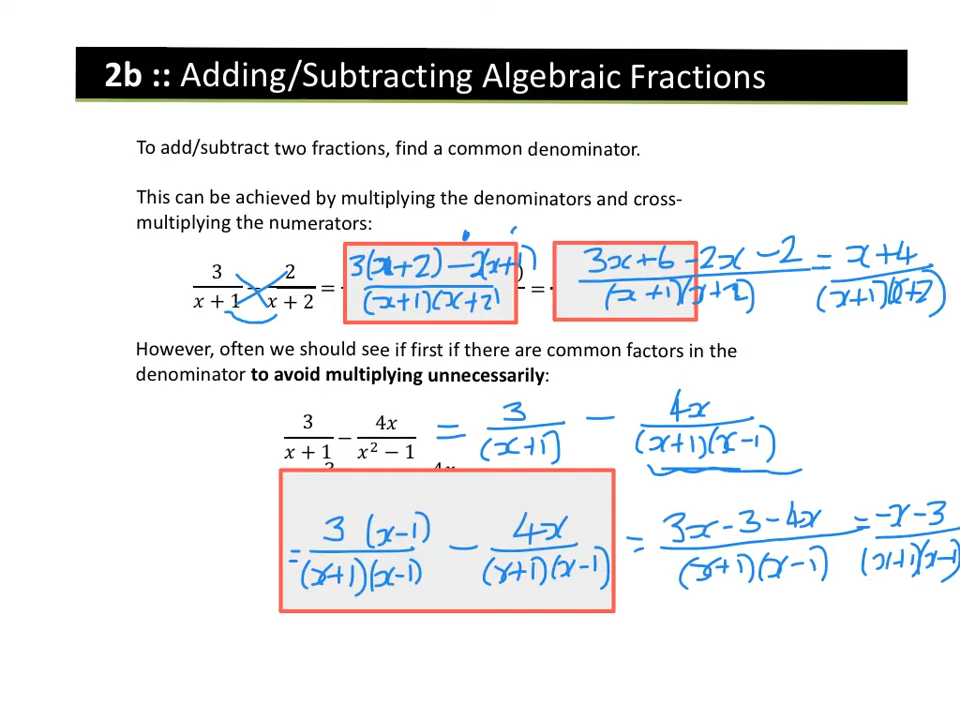 2b :: Adding/Subtracting Algebraic Fractions
To add/subtract two fractions, find a common denominator.
This can be achieved by multiplying the denominators and cross-
multiplying the numerators:
3/(x + 1) − 2/(x + 2) = (3(x+2) − 2(x+1))/((x+1)(x+2)) = (3x+6−2x−2)/((x+1)(x+2)) = (x+4)/((x+1)(x+2))
However, often we should see if first if there are common factors in the
denominator to avoid multiplying unnecessarily:
3/(x + 1) − 4x/(x² − 1) = 3/(x+1) − 4x/((x+1)(x−1))
= 3(x−1)/((x+1)(x−1)) − 4x/((x+1)(x−1)) = (3x−3−4x)/((x+1)(x−1)) = (−x−3)/((x+1)(x−1)